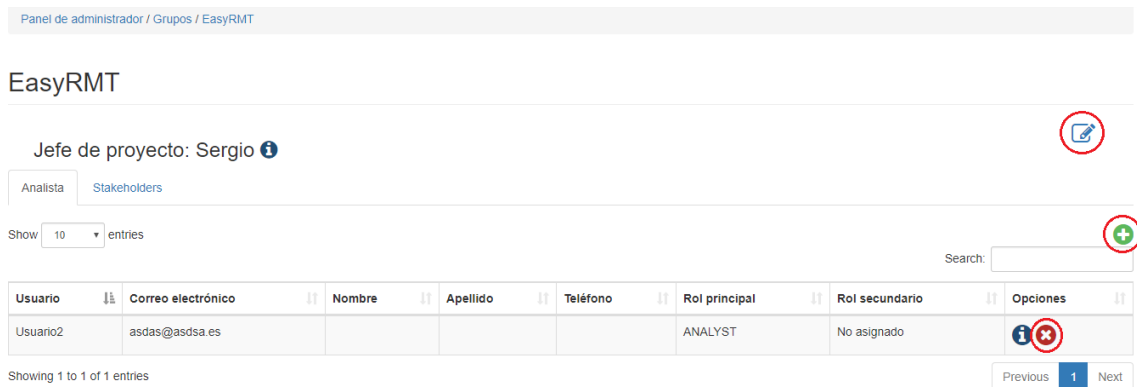 Panel de administrador / Grupos / EasyRMT
EasyRMT
Jefe de proyecto: Sergio
Analista Stakeholders
Show 10 entries
Search:
Usuario Correo electrónico Nombre Apellido Teléfono Rol principal Rol secundario Opciones
Usuario2 asdas@asdsa.es ANALYST No asignado
Showing 1 to 1 of 1 entries Previous 1 Next